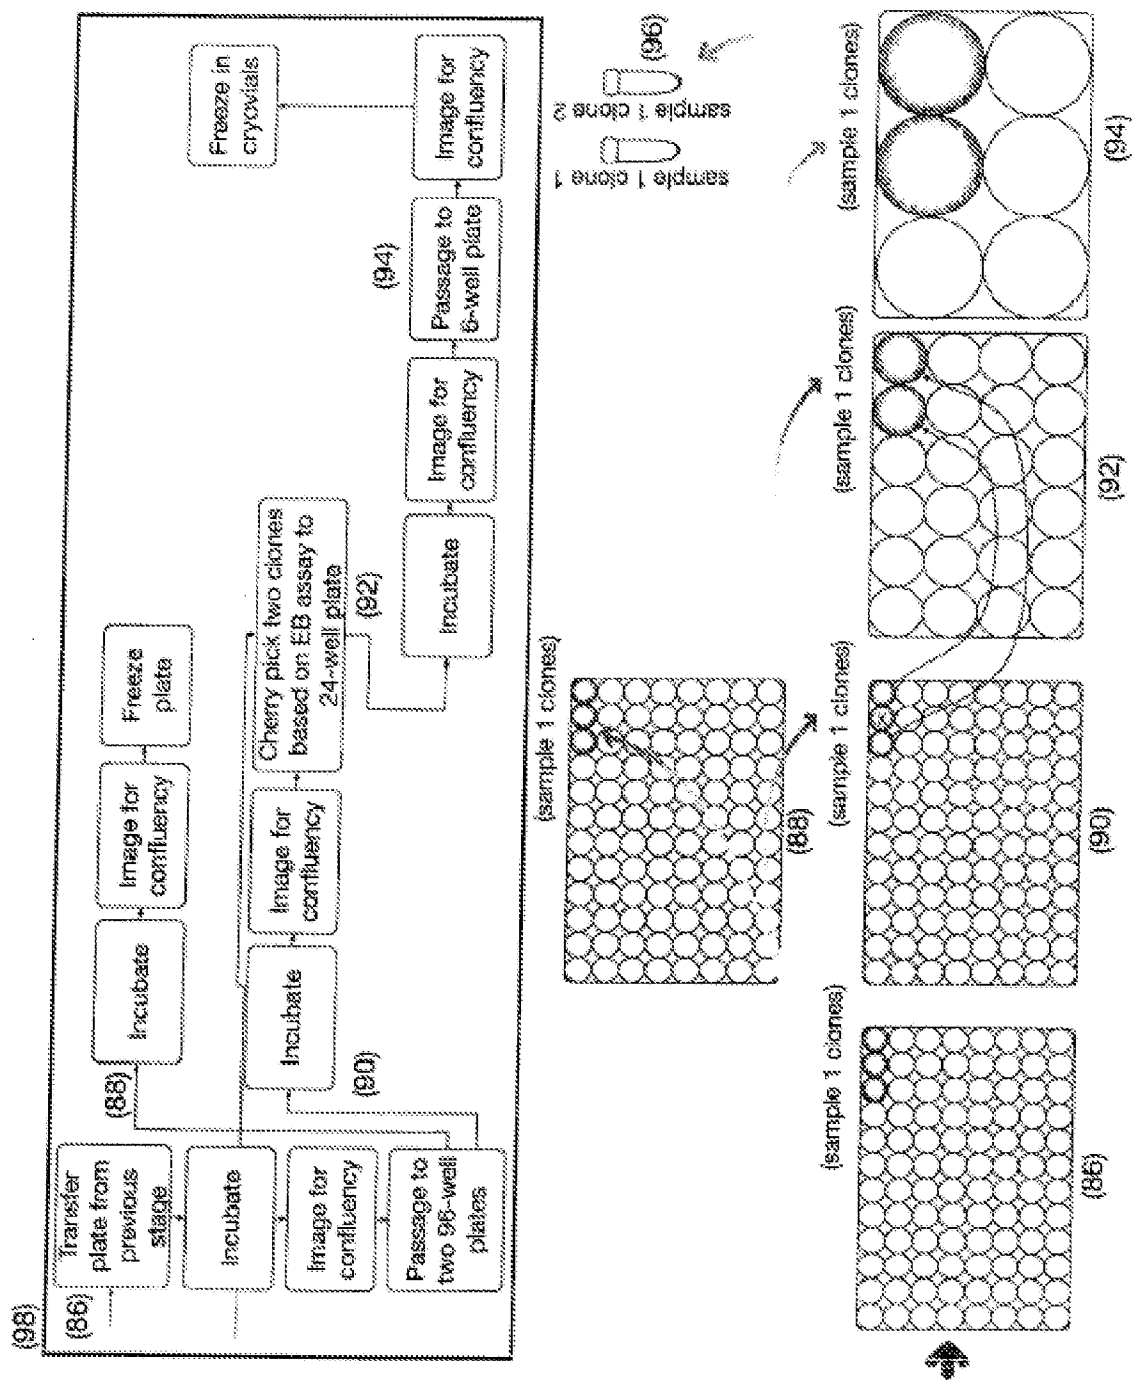 (98)
(86)
Transfer
plate from
previous
stage
Incubate
Image for
confluency
Passage to
two 96-well
plates
(88)
Incubate
Image for
confluency
Freeze
plate
(90)
Incubate
Image for
confluency
Cherry pick two clones
based on EB assay to
24-well plate
(92)
Incubate
Image for
confluency
(94)
Passage to
6-well plate
Image for
confluency
Freeze in
cryovials
(sample 1 clones)
(88)
sample 1 clone 1
sample 1 clone 2
(96)
(sample 1 clones)
(86)
(sample 1 clones)
(90)
(sample 1 clones)
(92)
(sample 1 clones)
(94)